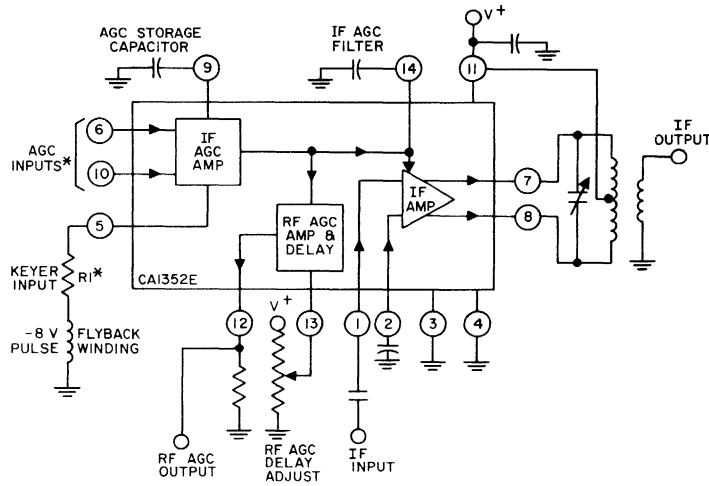 V+
AGC STORAGE
CAPACITOR
9
IF AGC
FILTER
14
11
AGC
INPUTS*
6
10
IF
AGC
AMP
IF
OUTPUT
7
8
IF
AMP
5
RF AGC
AMP &
DELAY
KEYER
INPUT
R1*
CA1352E
-8 V
PULSE
FLYBACK
WINDING
V+
12
13
1
2
3
4
RF AGC
OUTPUT
RF AGC
DELAY
ADJUST
IF
INPUT